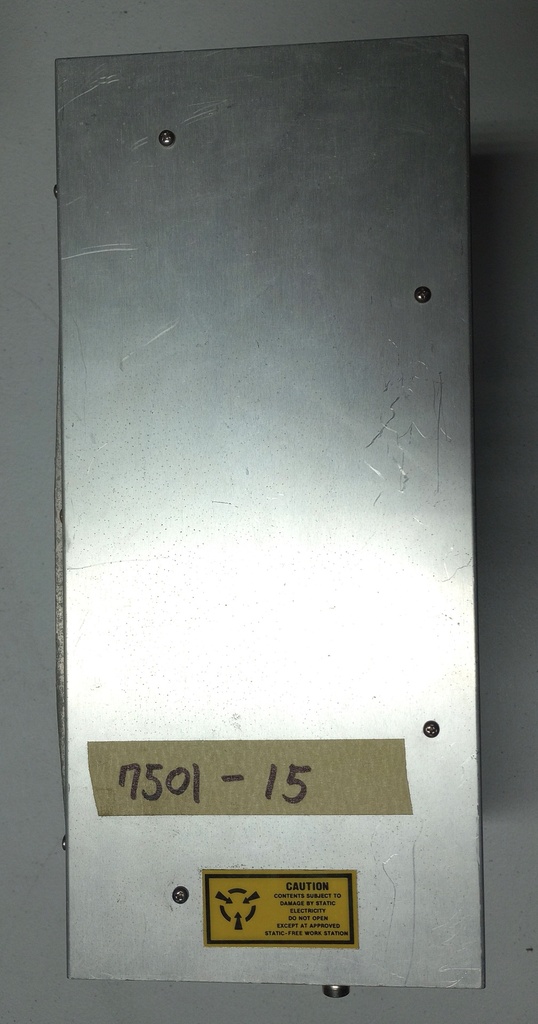 7501-15
CAUTION
CONTENTS SUBJECT TO
DAMAGE BY STATIC
ELECTRICITY
DO NOT OPEN
EXCEPT AT APPROVED
STATIC-FREE WORK STATION